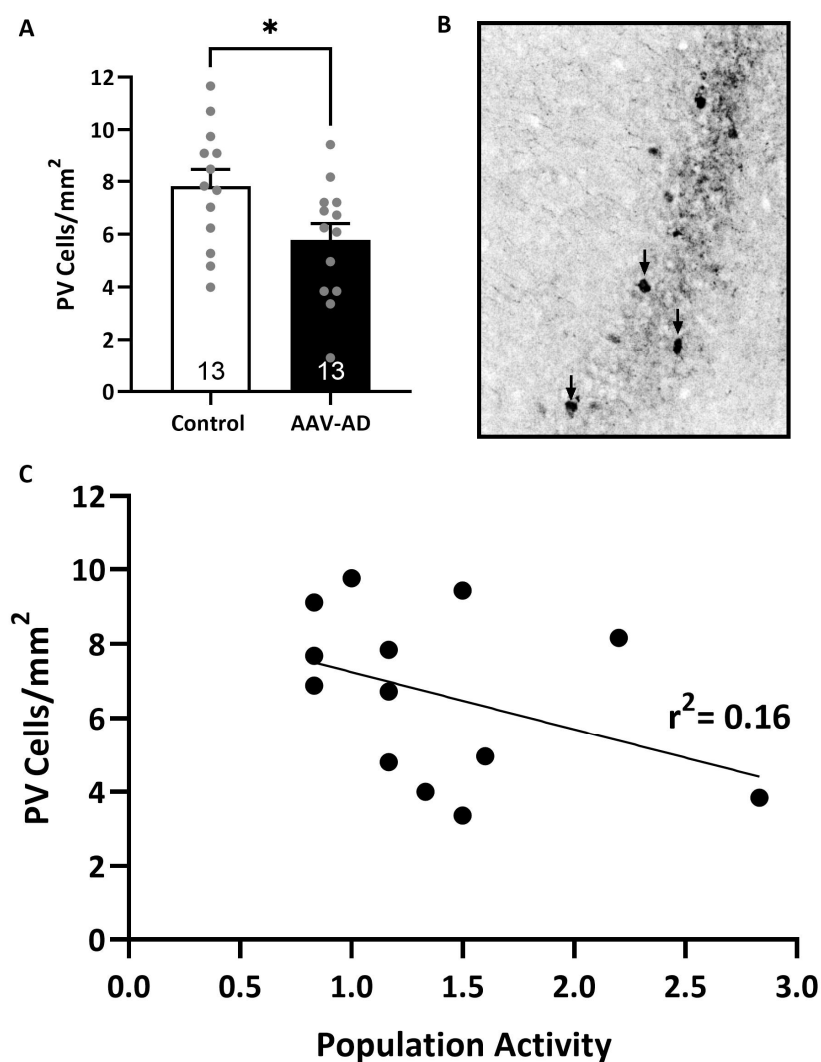 A
*
12
10
8
6
4
2
0
PV Cells/mm²
13
13
Control
AAV-AD
B
C
12
10
8
6
4
2
0
PV Cells/mm²
r²= 0.16
0.0 0.5 1.0 1.5 2.0 2.5 3.0
Population Activity